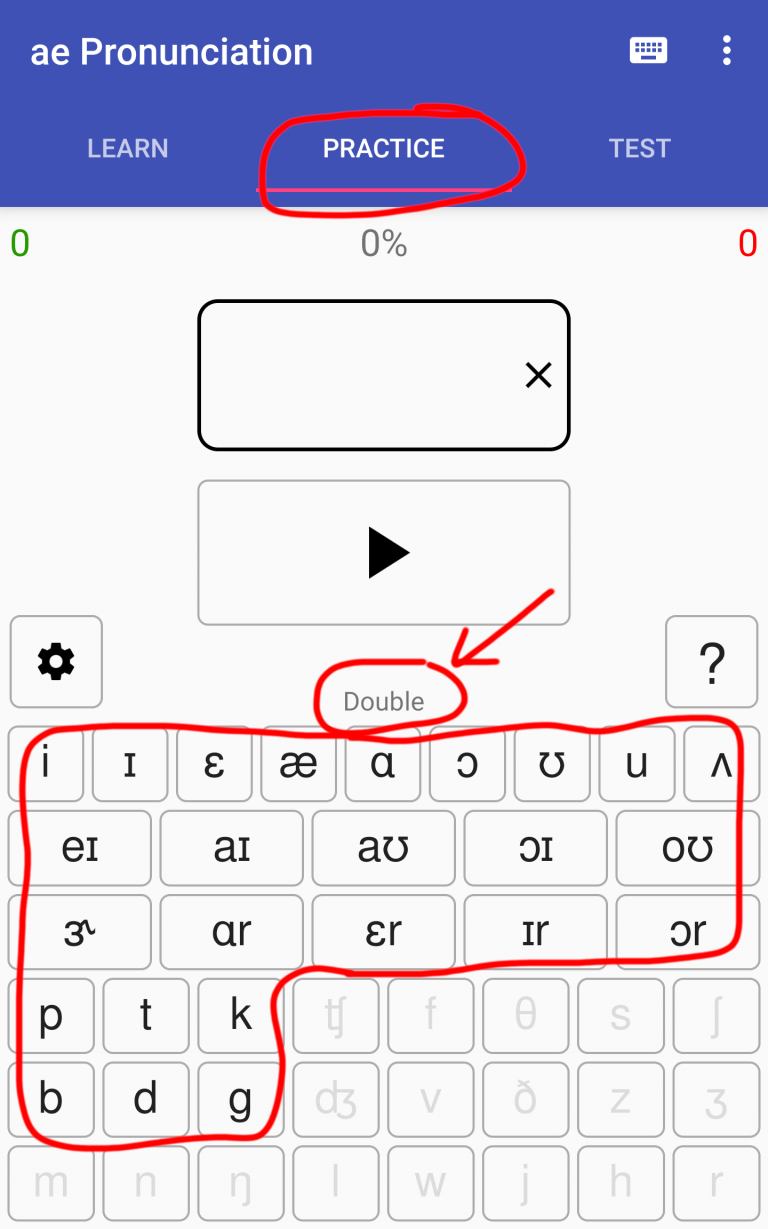 ae Pronunciation
LEARN PRACTICE TEST
0 0% 0
?
Double
i ɪ ɛ æ ɑ ɔ ʊ u ʌ
eɪ aɪ aʊ ɔɪ oʊ
ɝ ɑr ɛr ɪr ɔr
p t k ʧ f θ s ʃ
b d g ʤ v ð z ʒ
m n ŋ l w j h r